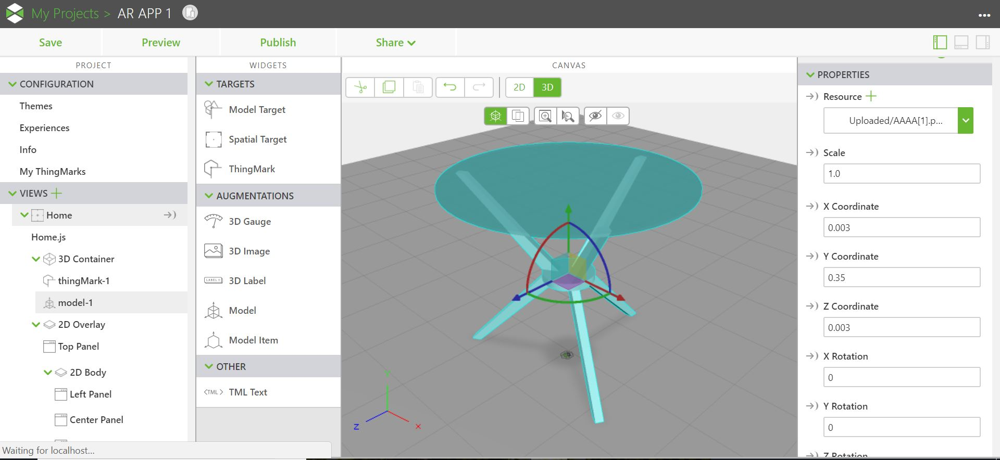 My Projects > AR APP 1
Save
Preview
Publish
Share
PROJECT
CONFIGURATION
Themes
Experiences
Info
My ThingMarks
VIEWS
Home
Home.js
3D Container
thingMark-1
model-1
2D Overlay
Top Panel
2D Body
Left Panel
Center Panel
Waiting for localhost...
WIDGETS
TARGETS
Model Target
Spatial Target
ThingMark
AUGMENTATIONS
3D Gauge
3D Image
LABEL
3D Label
Model
Model Item
OTHER
<TML> TML Text
CANVAS
2D
3D
Y
Z
X
PROPERTIES
Resource
Uploaded/AAAA[1].p...
Scale
1.0
X Coordinate
0.003
Y Coordinate
0.35
Z Coordinate
0.003
X Rotation
0
Y Rotation
0
Z Rotation